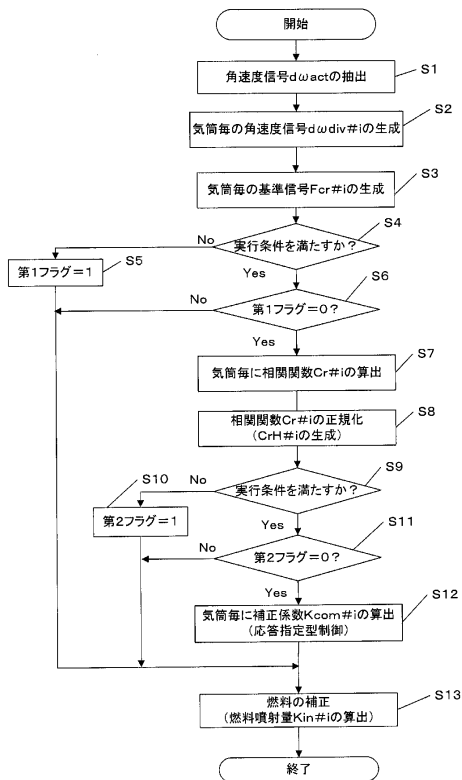 開始
角速度信号dωactの抽出
S1
気筒毎の角速度信号dωdiv#iの生成
S2
気筒毎の基準信号Fcr#iの生成
S3
実行条件を満たすか？
S4
No
Yes
第1フラグ＝1
S5
第1フラグ＝0？
S6
No
Yes
気筒毎に相関関数Cr#iの算出
S7
相関関数Cr#iの正規化
（CrH#iの生成）
S8
実行条件を満たすか？
S9
No
Yes
S10
第2フラグ＝1
第2フラグ＝0？
S11
No
Yes
気筒毎に補正係数Kcom#iの算出
（応答指定型制御）
S12
燃料の補正
（燃料噴射量Kin#iの算出）
S13
終了